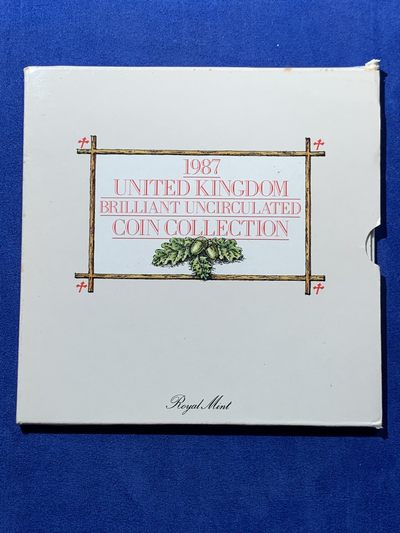 1987
UNITED KINGDOM
BRILLIANT UNCIRCULATED
COIN COLLECTION
Royal Mint